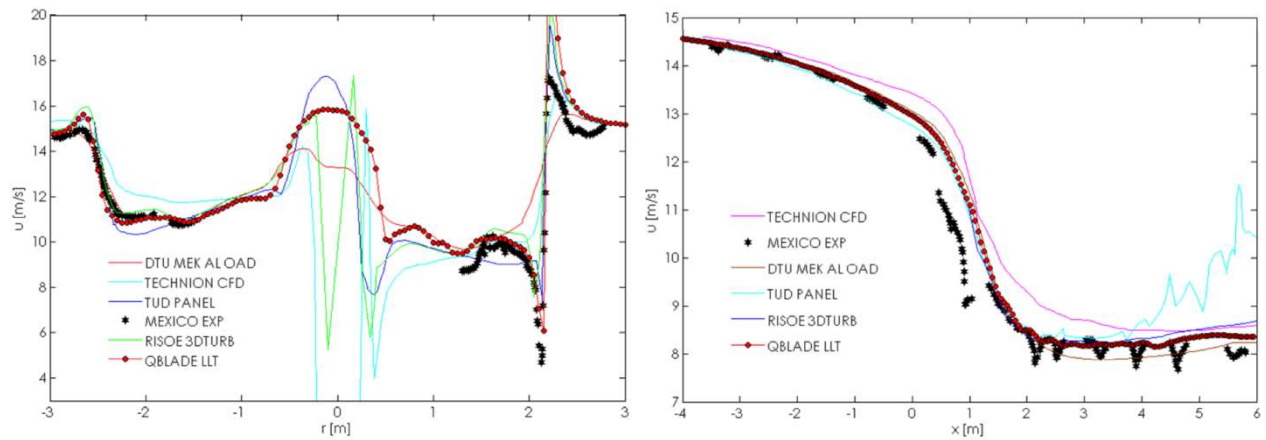 20
18
16
14
12
10
8
6
4
u [m/s]
DTU MEK AL OAD
TECHNION CFD
TUD PANEL
MEXICO EXP
RISOE 3DTURB
QBLADE LLT
-3 -2 -1 0 1 2 3
r [m]
15
14
13
12
11
10
9
8
7
u [m/s]
TECHNION CFD
MEXICO EXP
DTU MEK AL OAD
TUD PANEL
RISOE 3DTURB
QBLADE LLT
-4 -3 -2 -1 0 1 2 3 4 5 6
x [m]